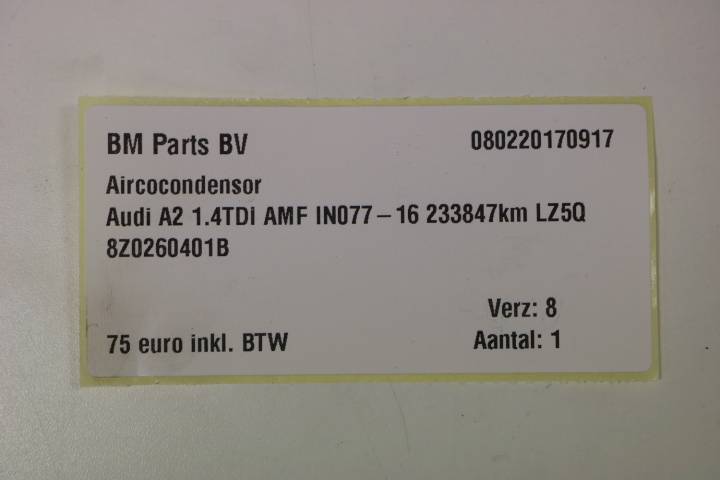 BM Parts BV 080220170917
Aircocondensor
Audi A2 1.4TDi AMF IN077-16 233847km LZ5Q
8Z0260401B
Verz: 8
75 euro inkl. BTW Aantal: 1